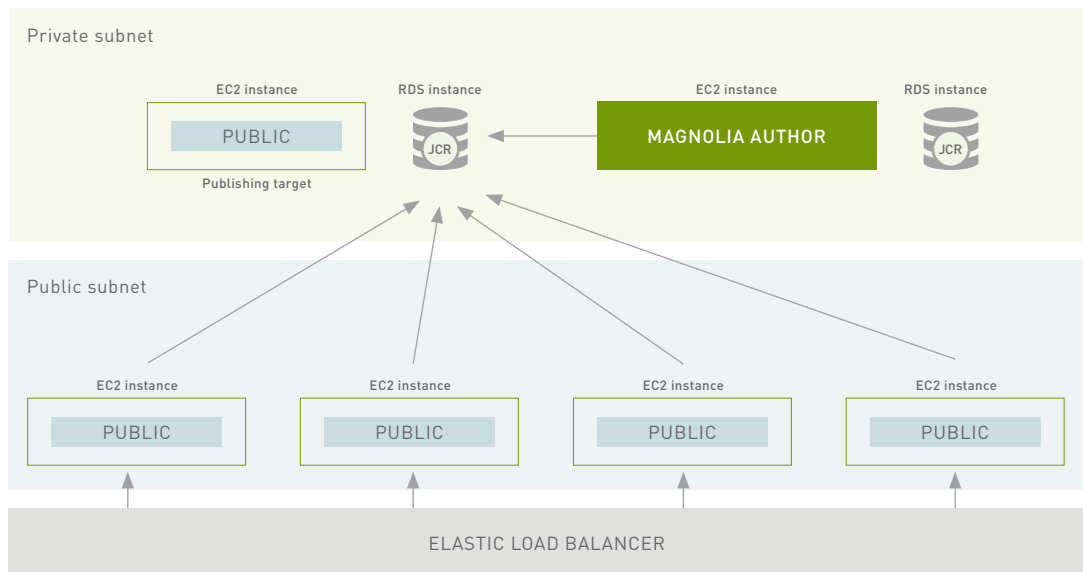 Private subnet
EC2 instance
RDS instance
EC2 instance
RDS instance
PUBLIC
JCR
MAGNOLIA AUTHOR
JCR
Publishing target
Public subnet
EC2 instance
EC2 instance
EC2 instance
EC2 instance
PUBLIC
PUBLIC
PUBLIC
PUBLIC
ELASTIC LOAD BALANCER